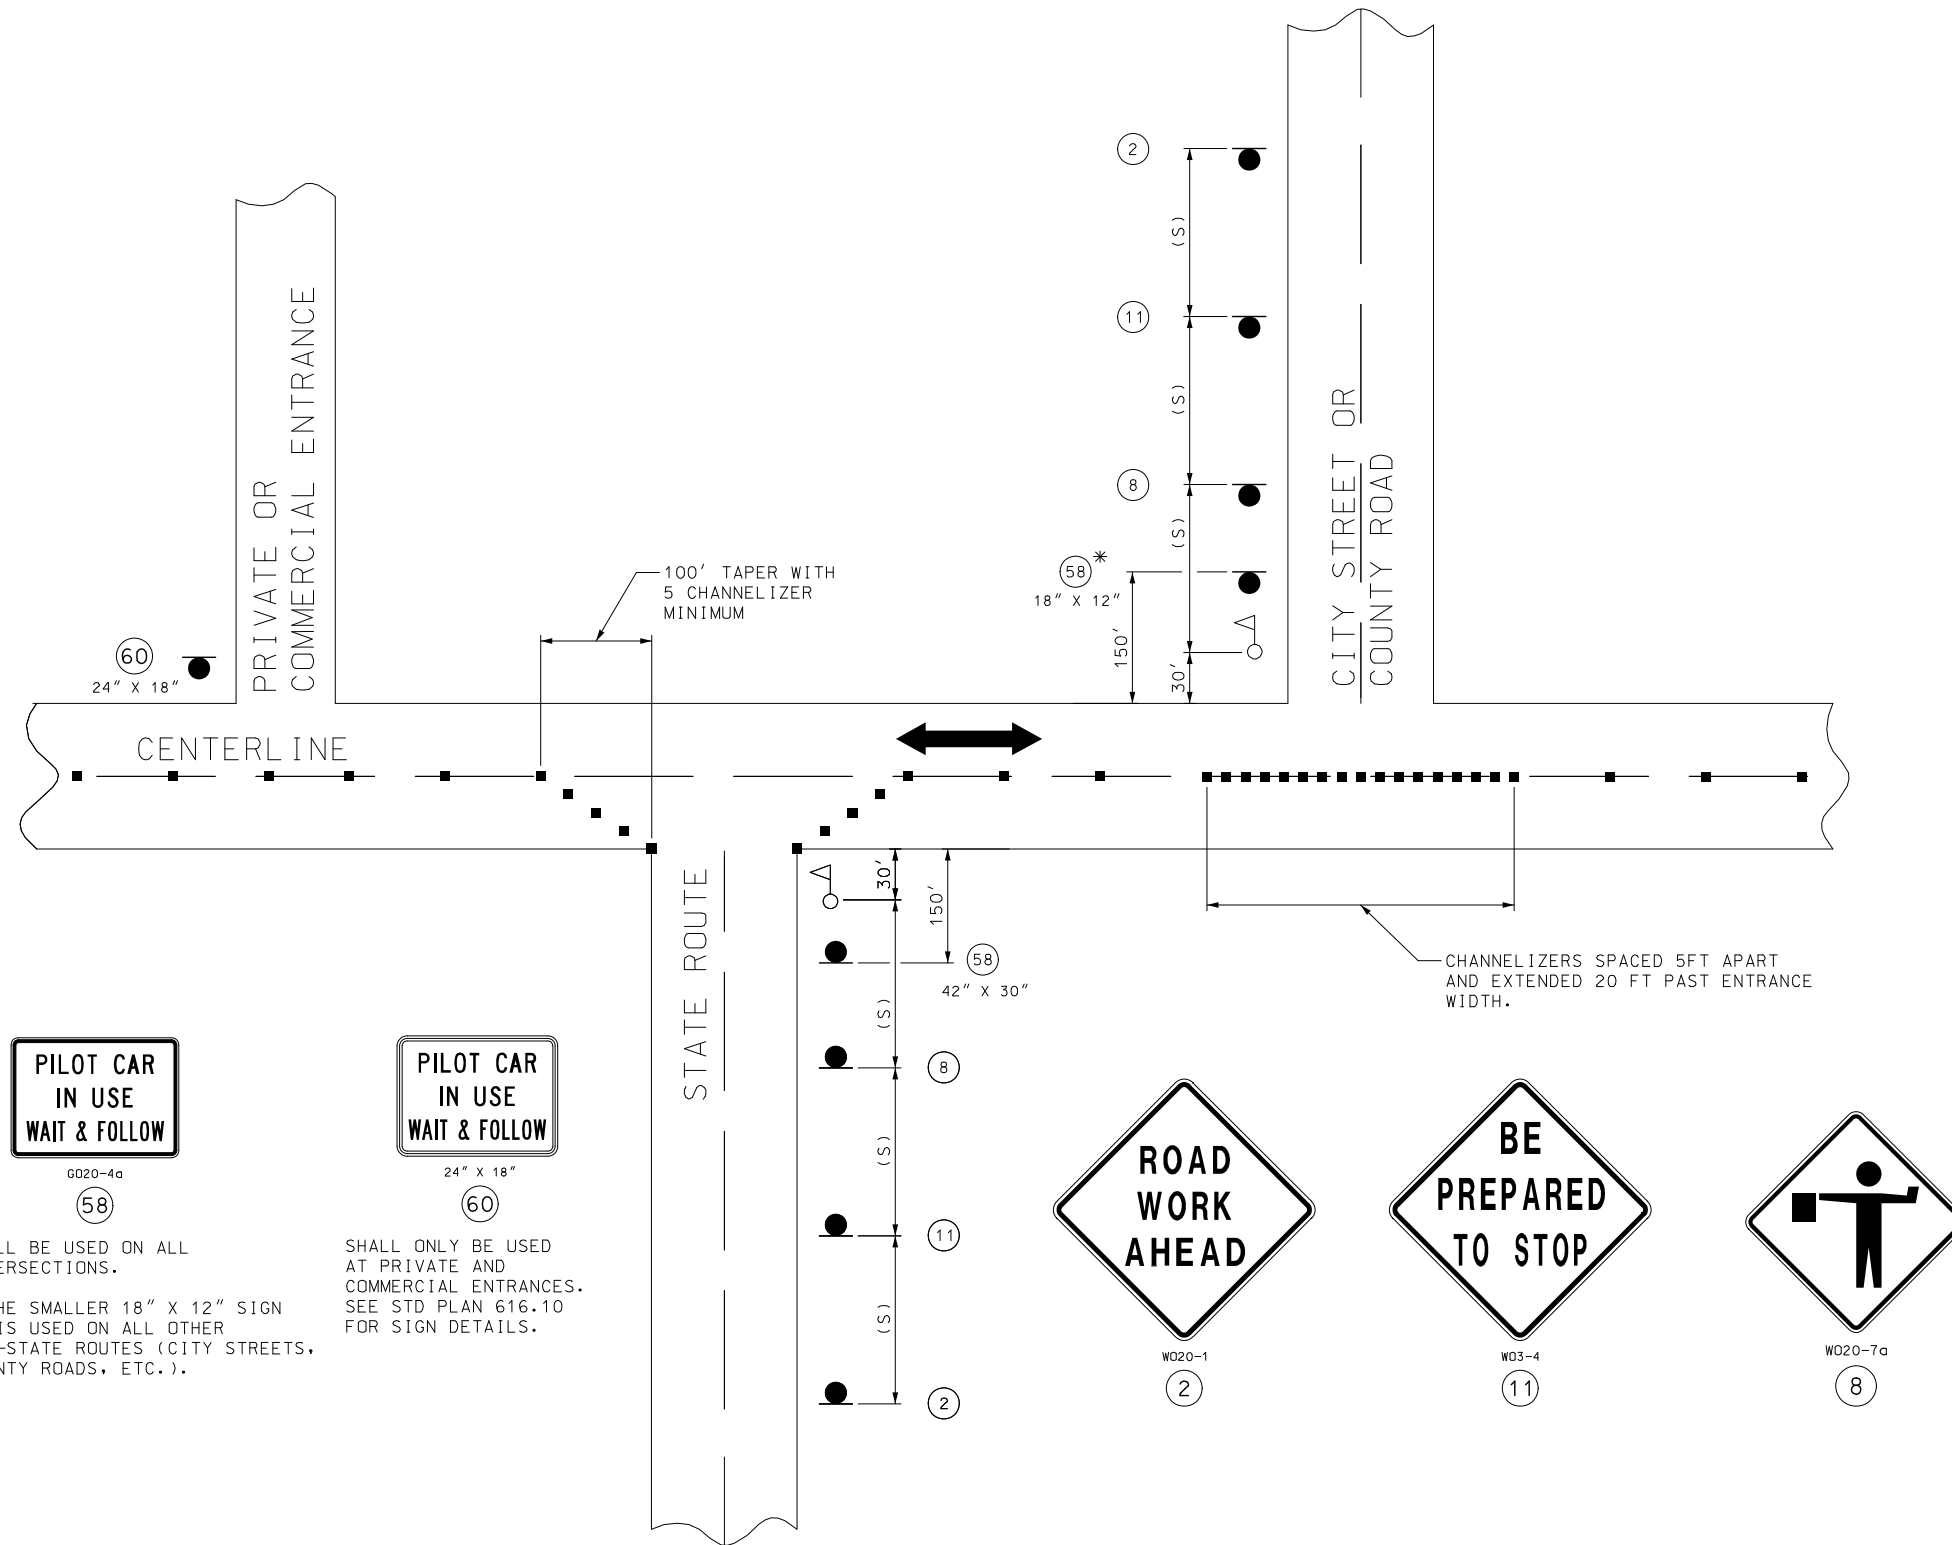 2
(S)
11
(S)
8
(S)
58*
18" X 12"
150'
30'
CITY STREET OR
COUNTY ROAD
PRIVATE OR
COMMERCIAL ENTRANCE
100' TAPER WITH
5 CHANNELIZER
MINIMUM
60
24" X 18"
CENTERLINE
STATE ROUTE
30'
150'
58
42" X 30"
(S)
8
(S)
11
(S)
2
CHANNELIZERS SPACED 5FT APART
AND EXTENDED 20 FT PAST ENTRANCE
WIDTH.
PILOT CAR
IN USE
WAIT & FOLLOW
GO20-4a
58
LL BE USED ON ALL
ERSECTIONS.
HE SMALLER 18" X 12" SIGN
IS USED ON ALL OTHER
-STATE ROUTES (CITY STREETS,
NTY ROADS, ETC.).
PILOT CAR
IN USE
WAIT & FOLLOW
24" X 18"
60
SHALL ONLY BE USED
AT PRIVATE AND
COMMERCIAL ENTRANCES.
SEE STD PLAN 616.10
FOR SIGN DETAILS.
ROAD
WORK
AHEAD
WO20-1
2
BE
PREPARED
TO STOP
WO3-4
11
WO20-7a
8